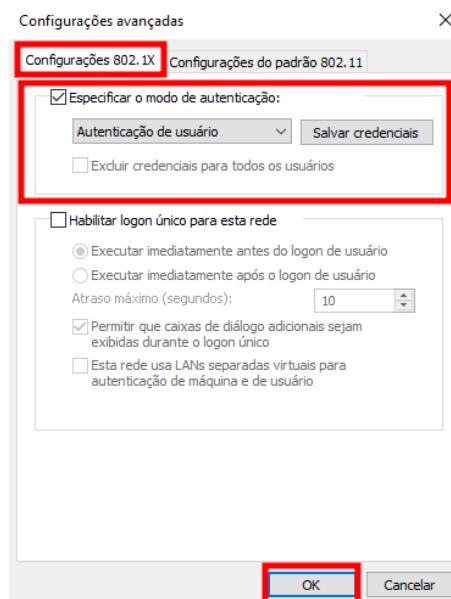 Configurações avançadas
Configurações 802.1X
Configurações do padrão 802.11
Especificar o modo de autenticação:
Autenticação de usuário
Salvar credenciais
Excluir credenciais para todos os usuários
Habilitar logon único para esta rede
Executar imediatamente antes do logon de usuário
Executar imediatamente após o logon de usuário
Atraso máximo (segundos):
10
Permitir que caixas de diálogo adicionais sejam
exibidas durante o logon único
Esta rede usa LANs separadas virtuais para
autenticação de máquina e de usuário
OK
Cancelar